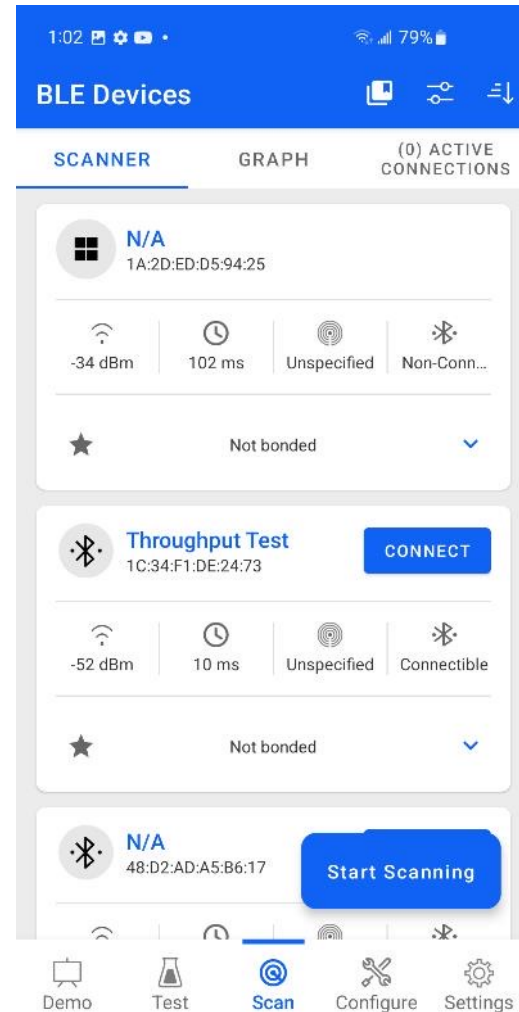 1:02
79%
BLE Devices
SCANNER
GRAPH
(0) ACTIVE
CONNECTIONS
N/A
1A:2D:ED:D5:94:25
-34 dBm
102 ms
Unspecified
Non-Conn...
Not bonded
Throughput Test
1C:34:F1:DE:24:73
CONNECT
-52 dBm
10 ms
Unspecified
Connectible
Not bonded
N/A
48:D2:AD:A5:B6:17
Start Scanning
Demo
Test
Scan
Configure
Settings